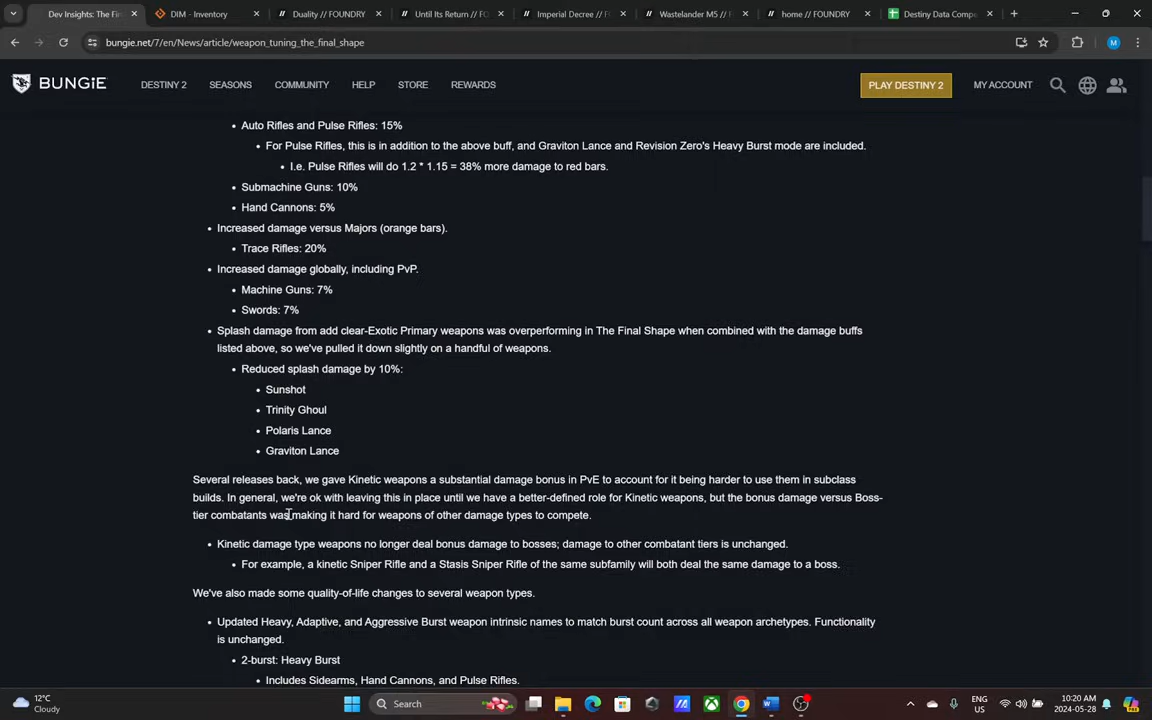 Dev Insights: The Fin
DIM - Inventory
Duality // FOUNDRY
Until Its Return // FOU
Imperial Decree // F
Wastelander M5 // F
home // FOUNDRY
Destiny Data Compe
bungie.net/7/en/News/article/weapon_tuning_the_final_shape
M
BUNGiE
DESTINY 2
SEASONS
COMMUNITY
HELP
STORE
REWARDS
PLAY DESTINY 2
MY ACCOUNT
• Auto Rifles and Pulse Rifles: 15%
• For Pulse Rifles, this is in addition to the above buff, and Graviton Lance and Revision Zero's Heavy Burst mode are included.
• I.e. Pulse Rifles will do 1.2 * 1.15 = 38% more damage to red bars.
• Submachine Guns: 10%
• Hand Cannons: 5%
• Increased damage versus Majors (orange bars).
• Trace Rifles: 20%
• Increased damage globally, including PvP.
• Machine Guns: 7%
• Swords: 7%
• Splash damage from add clear-Exotic Primary weapons was overperforming in The Final Shape when combined with the damage buffs
listed above, so we've pulled it down slightly on a handful of weapons.
• Reduced splash damage by 10%:
• Sunshot
• Trinity Ghoul
• Polaris Lance
• Graviton Lance
Several releases back, we gave Kinetic weapons a substantial damage bonus in PvE to account for it being harder to use them in subclass
builds. In general, we're ok with leaving this in place until we have a better-defined role for Kinetic weapons, but the bonus damage versus Boss-
tier combatants was making it hard for weapons of other damage types to compete.
• Kinetic damage type weapons no longer deal bonus damage to bosses; damage to other combatant tiers is unchanged.
• For example, a kinetic Sniper Rifle and a Stasis Sniper Rifle of the same subfamily will both deal the same damage to a boss.
We've also made some quality-of-life changes to several weapon types.
• Updated Heavy, Adaptive, and Aggressive Burst weapon intrinsic names to match burst count across all weapon archetypes. Functionality
is unchanged.
• 2-burst: Heavy Burst
• Includes Sidearms, Hand Cannons, and Pulse Rifles.
12°C
Cloudy
Search
ENG
US
10:20 AM
2024-05-28